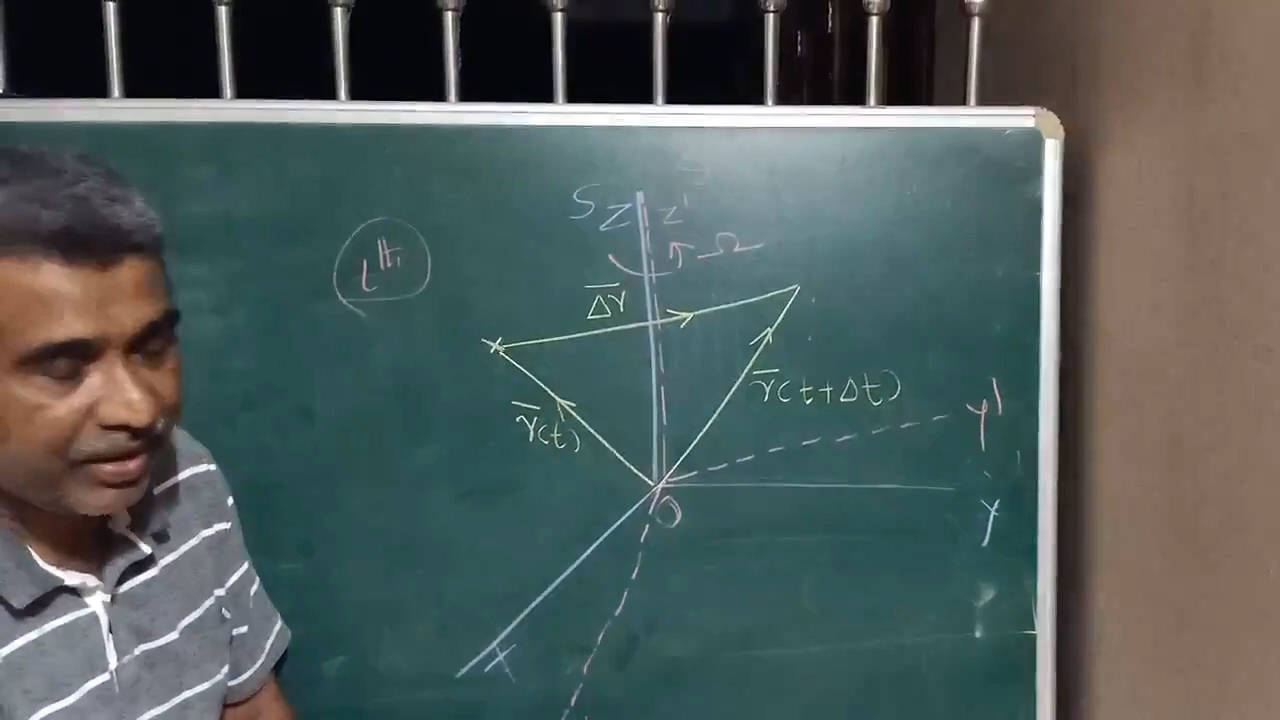 S Z Z'
Ω
Δr
r(t)
r(t+Δt)
y'
O
y
x